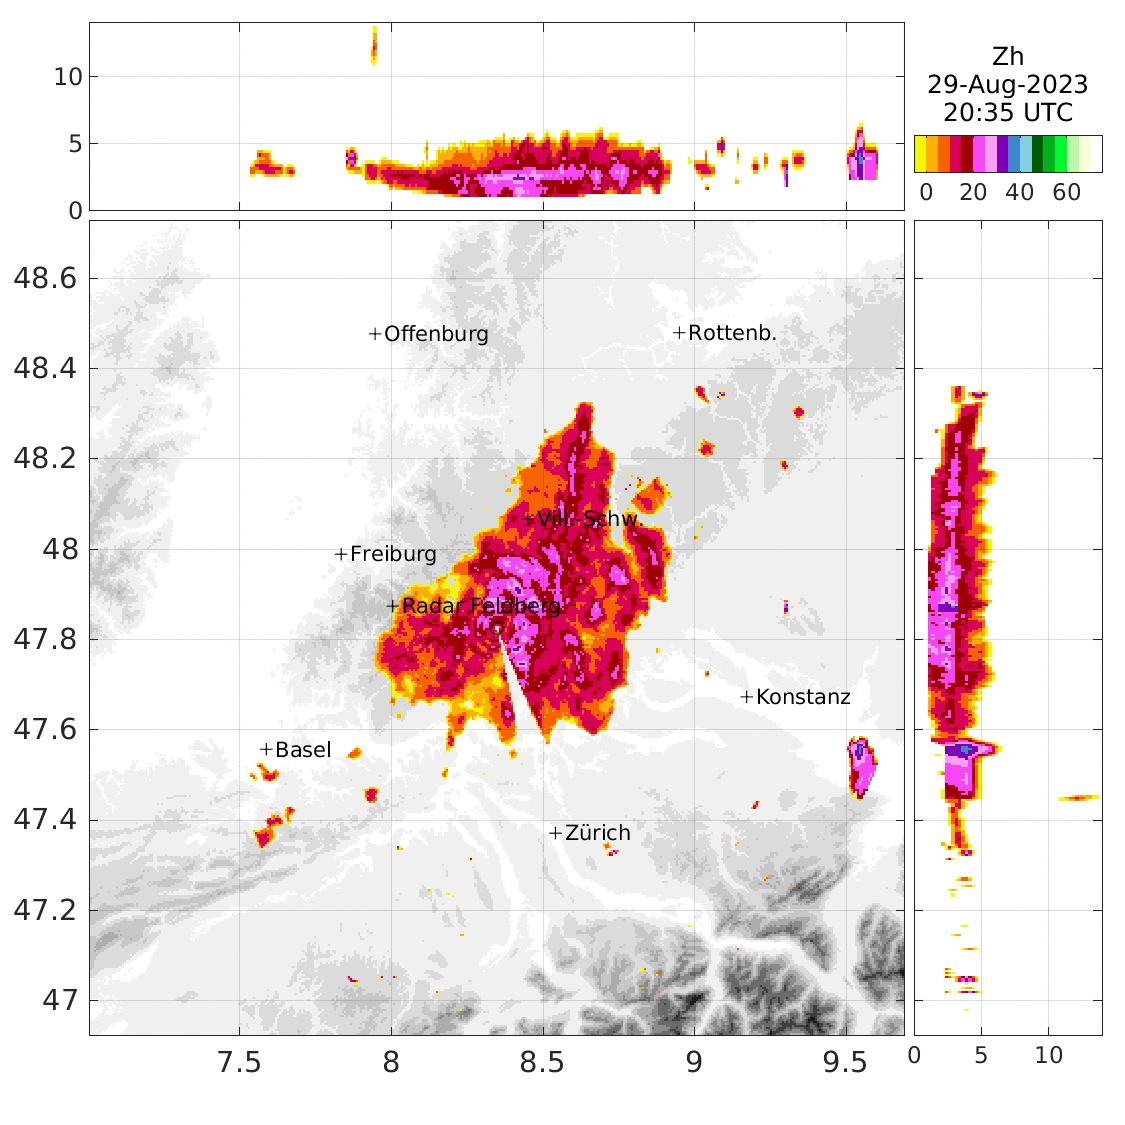 Zh
29-Aug-2023
20:35 UTC
10
5
0
0 20 40 60
48.6
48.4
48.2
48
47.8
47.6
47.4
47.2
47
+Offenburg
+Rottenb.
+Vill.-Schw.
+Freiburg
+Radar Feldberg
+Konstanz
+Basel
+Zürich
7.5 8 8.5 9 9.5
0 5 10